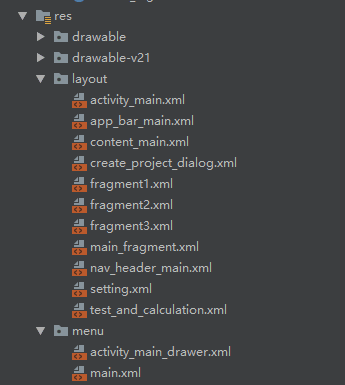 res
drawable
drawable-v21
layout
activity_main.xml
app_bar_main.xml
content_main.xml
create_project_dialog.xml
fragment1.xml
fragment2.xml
fragment3.xml
main_fragment.xml
nav_header_main.xml
setting.xml
test_and_calculation.xml
menu
activity_main_drawer.xml
main.xml